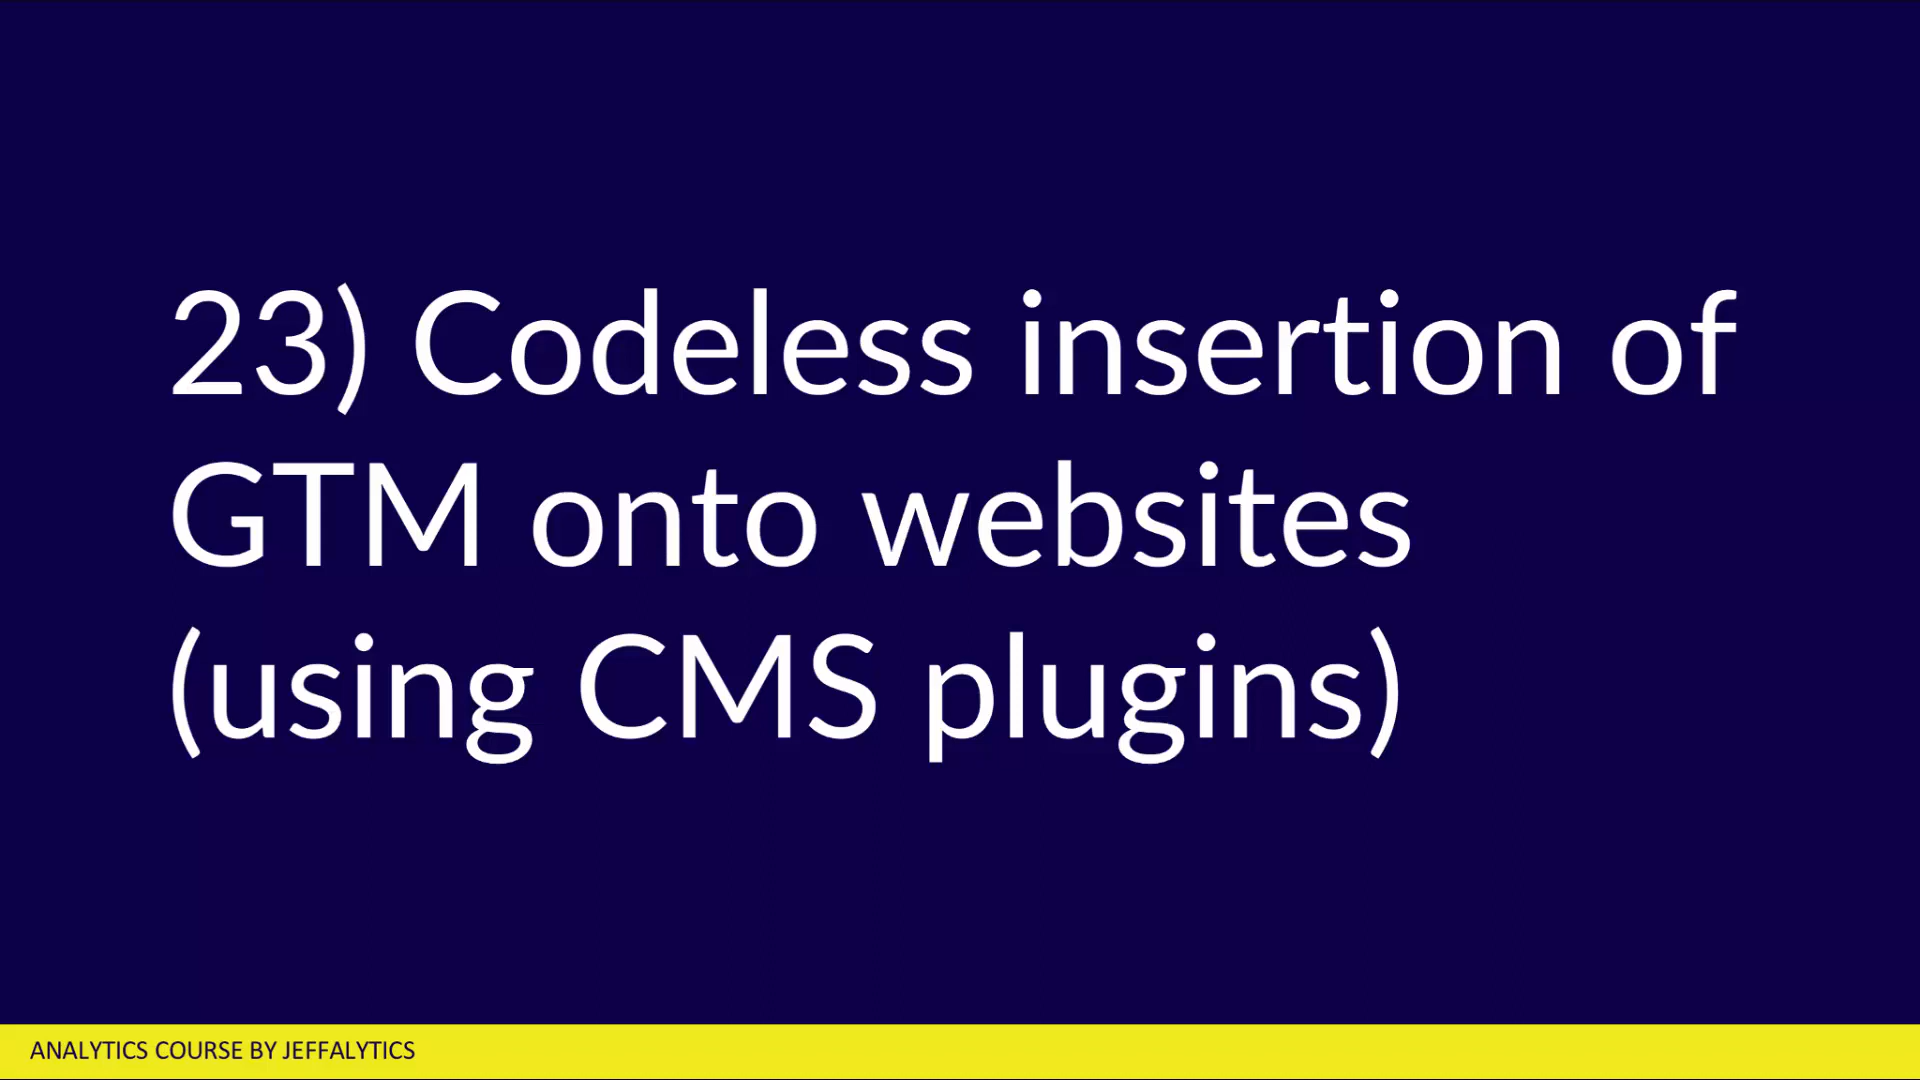 23) Codeless insertion of
GTM onto websites
(using CMS plugins)
ANALYTICS COURSE BY JEFFALYTICS